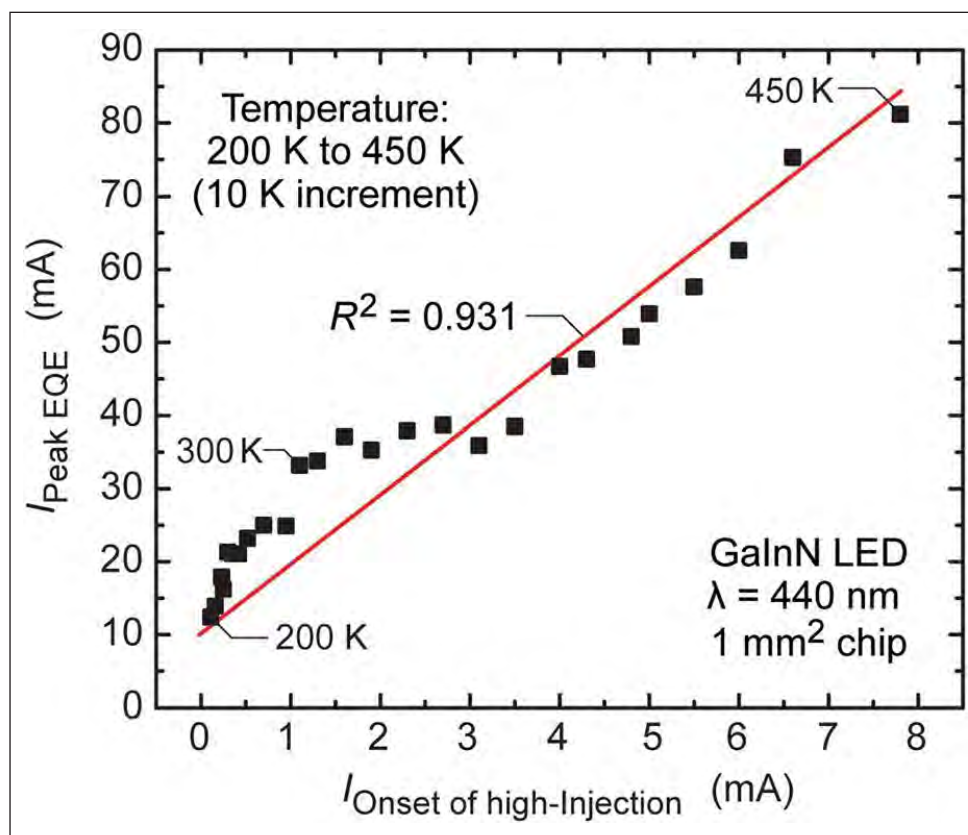 90
80
70
60
50
40
30
20
10
0
I Peak EQE (mA)
Temperature:
200 K to 450 K
(10 K increment)
450 K
R² = 0.931
300 K
200 K
GaInN LED
λ = 440 nm
1 mm² chip
0 1 2 3 4 5 6 7 8
I Onset of high-Injection (mA)